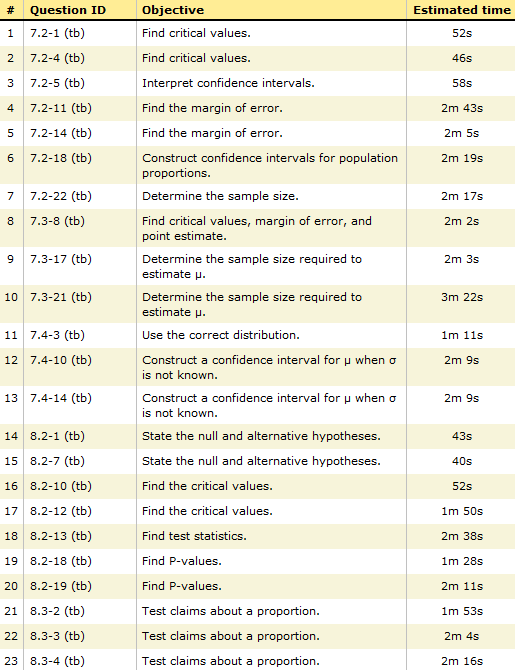 # Question ID Objective Estimated time
1 7.2-1 (tb) Find critical values. 52s
2 7.2-4 (tb) Find critical values. 46s
3 7.2-5 (tb) Interpret confidence intervals. 58s
4 7.2-11 (tb) Find the margin of error. 2m 43s
5 7.2-14 (tb) Find the margin of error. 2m 5s
6 7.2-18 (tb) Construct confidence intervals for population 2m 19s
proportions.
7 7.2-22 (tb) Determine the sample size. 2m 17s
8 7.3-8 (tb) Find critical values, margin of error, and 2m 2s
point estimate.
9 7.3-17 (tb) Determine the sample size required to 2m 3s
estimate μ.
10 7.3-21 (tb) Determine the sample size required to 3m 22s
estimate μ.
11 7.4-3 (tb) Use the correct distribution. 1m 11s
12 7.4-10 (tb) Construct a confidence interval for μ when σ 2m 9s
is not known.
13 7.4-14 (tb) Construct a confidence interval for μ when σ 2m 9s
is not known.
14 8.2-1 (tb) State the null and alternative hypotheses. 43s
15 8.2-7 (tb) State the null and alternative hypotheses. 40s
16 8.2-10 (tb) Find the critical values. 52s
17 8.2-12 (tb) Find the critical values. 1m 50s
18 8.2-13 (tb) Find test statistics. 2m 38s
19 8.2-18 (tb) Find P-values. 1m 28s
20 8.2-19 (tb) Find P-values. 2m 11s
21 8.3-2 (tb) Test claims about a proportion. 1m 53s
22 8.3-3 (tb) Test claims about a proportion. 2m 4s
23 8.3-4 (tb) Test claims about a proportion. 2m 16s